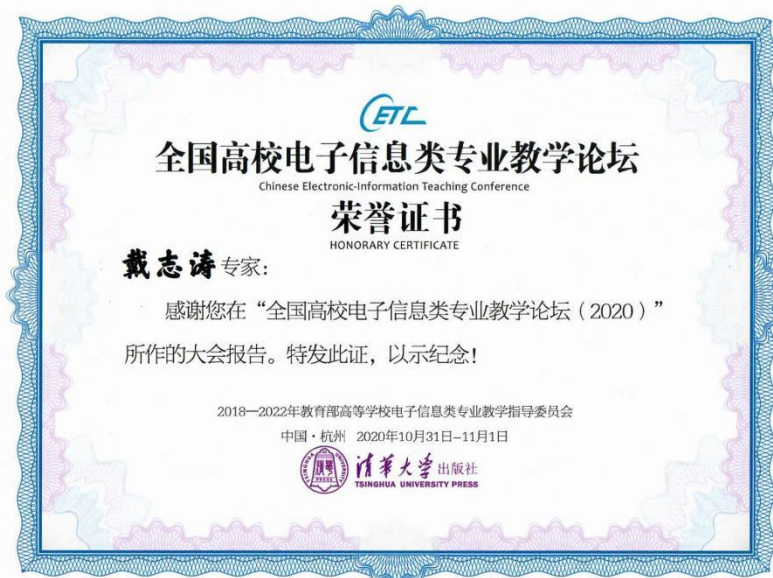 CETC
全国高校电子信息类专业教学论坛
Chinese Electronic-Information Teaching Conference
荣誉证书
HONORARY CERTIFICATE
戴志涛专家:
感谢您在“全国高校电子信息类专业教学论坛(2020)”
所作的大会报告。特发此证,以示纪念!
2018—2022年教育部高等学校电子信息类专业教学指导委员会
中国·杭州 2020年10月31日-11月1日
清华大学出版社
TSINGHUA UNIVERSITY PRESS